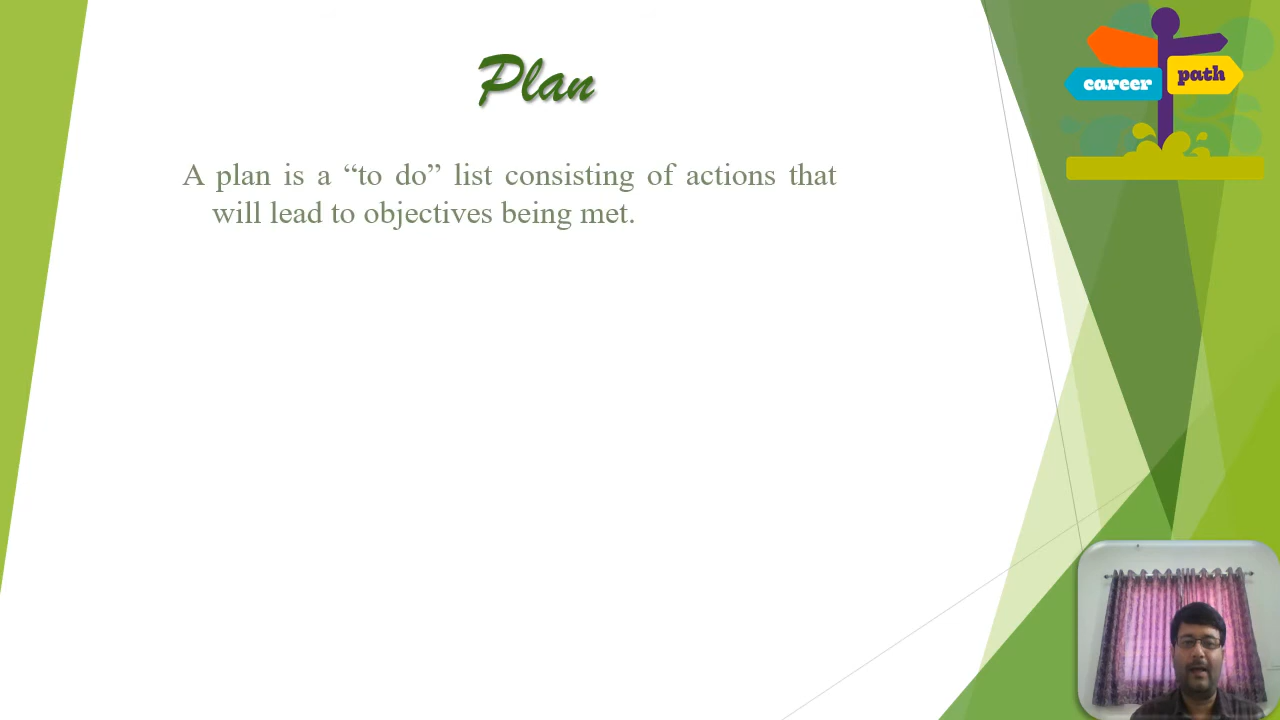 Plan
career
path
A plan is a “to do” list consisting of actions that
will lead to objectives being met.